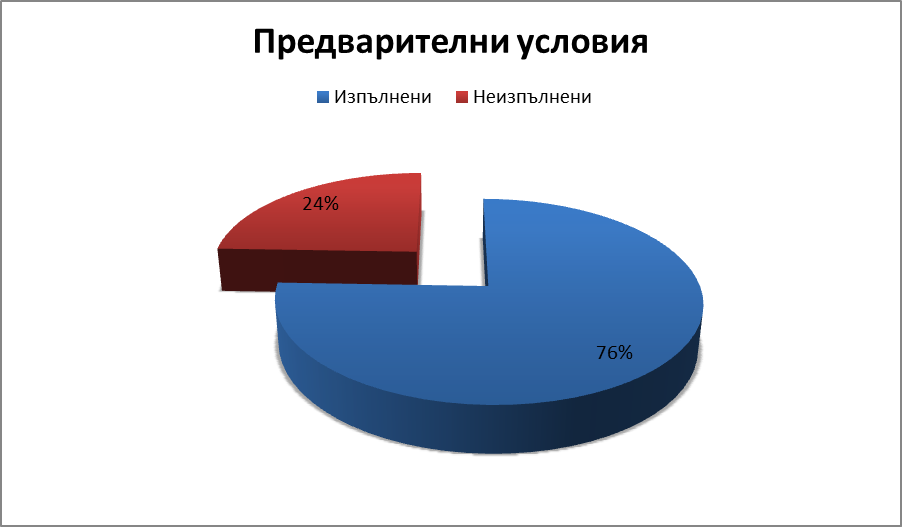 Предварителни условия
Изпълнени Неизпълнени
24%
76%